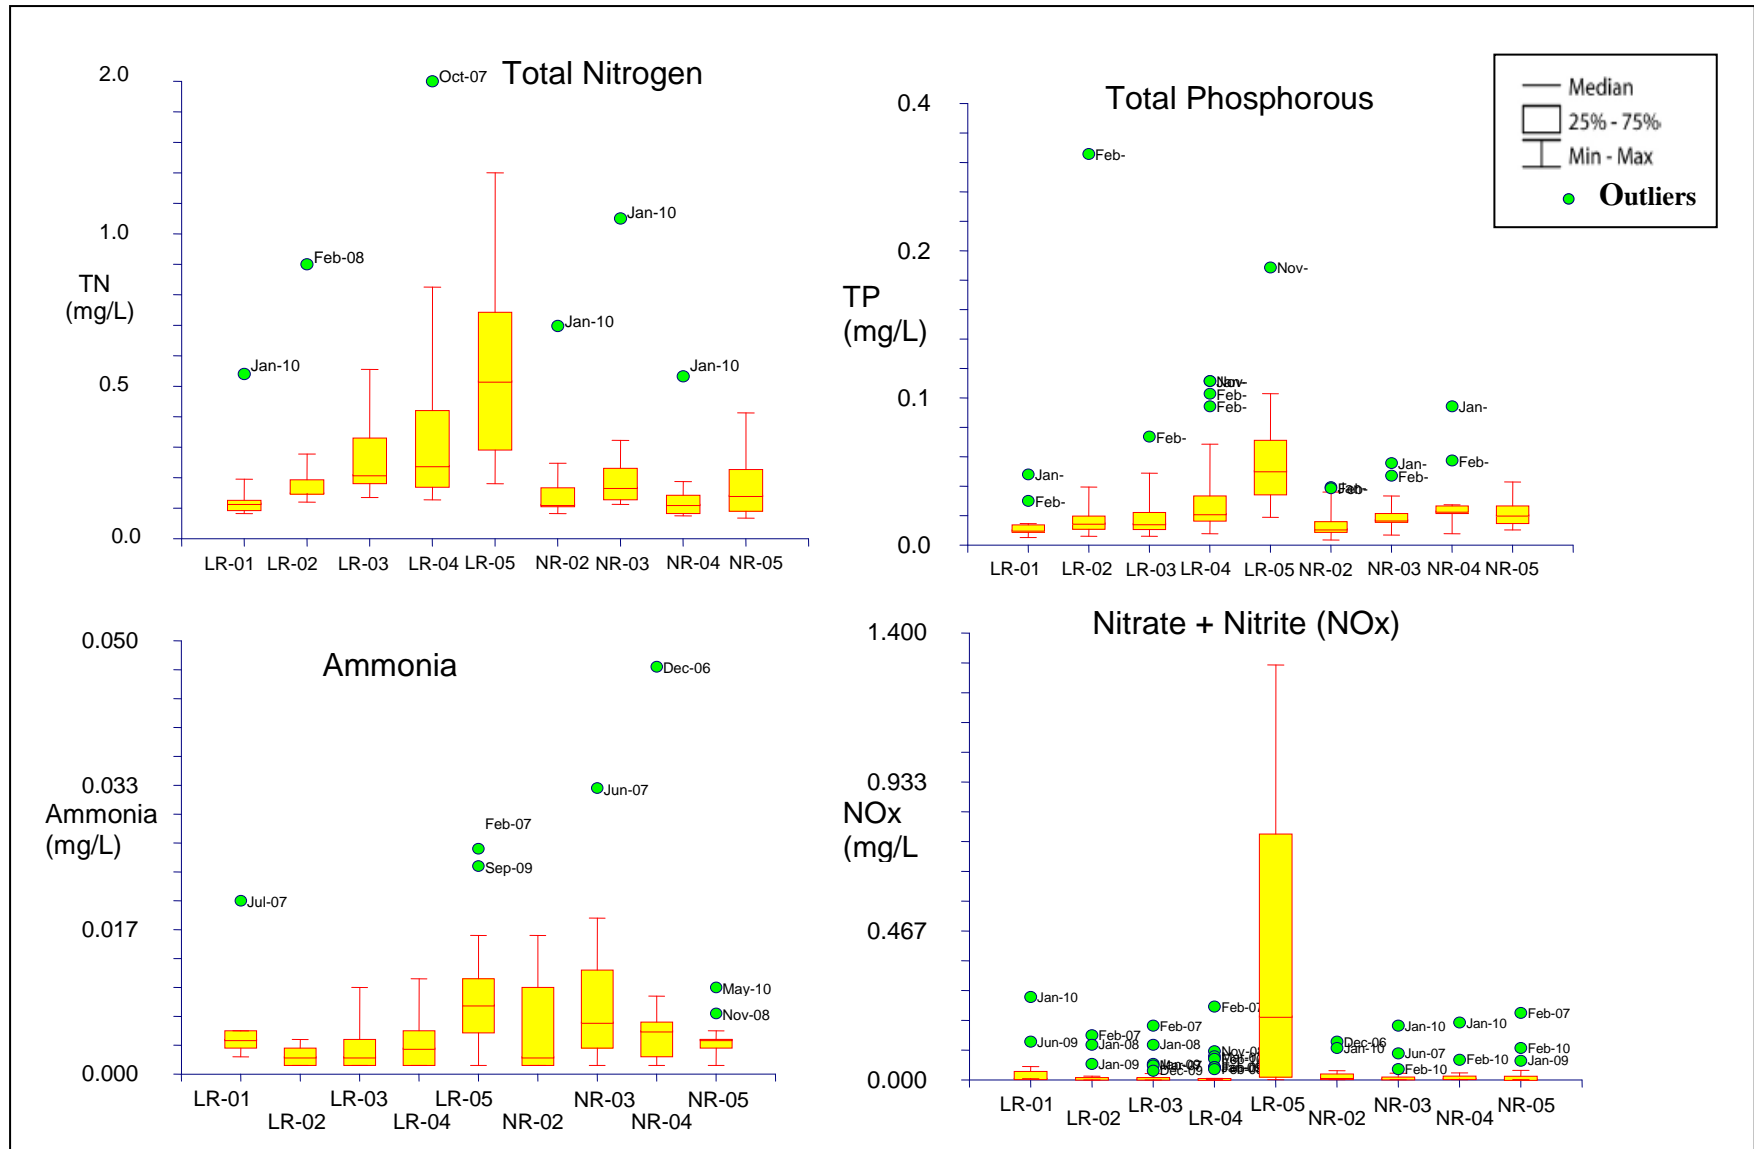 Total Nitrogen
2.0
1.0
0.5
0.0
TN
(mg/L)
Oct-07
Feb-08
Jan-10
Jan-10
Jan-10
Jan-10
LR-01 LR-02 LR-03 LR-04 LR-05 NR-02 NR-03 NR-04 NR-05
Total Phosphorous
0.4
0.2
0.1
0.0
TP
(mg/L)
Feb-
Nov-
Nov-
Feb-
Feb-
Feb-
Jan-
Feb-
Jan-
Feb-
Jan-
Feb-
Jan-
Feb-
LR-01 LR-02 LR-03 LR-04 LR-05 NR-02 NR-03 NR-04 NR-05
Median
25% - 75%
Min - Max
Outliers
Ammonia
0.050
0.033
0.017
0.000
Ammonia
(mg/L)
Dec-06
Jun-07
Feb-07
Sep-09
Jul-07
May-10
Nov-08
LR-01 LR-02 LR-03 LR-04 LR-05 NR-02 NR-03 NR-04 NR-05
Nitrate + Nitrite (NOx)
1.400
0.933
0.467
0.000
NOx
(mg/L
Jan-10
Jun-09
Feb-07
Jan-08
Jan-09
Feb-07
Jan-08
Dec-09
Feb-07
Nov-08
Dec-06
Jan-10
Jan-10
Jun-07
Feb-10
Jan-10
Feb-10
Feb-07
Feb-10
Jan-09
LR-01 LR-02 LR-03 LR-04 LR-05 NR-02 NR-03 NR-04 NR-05